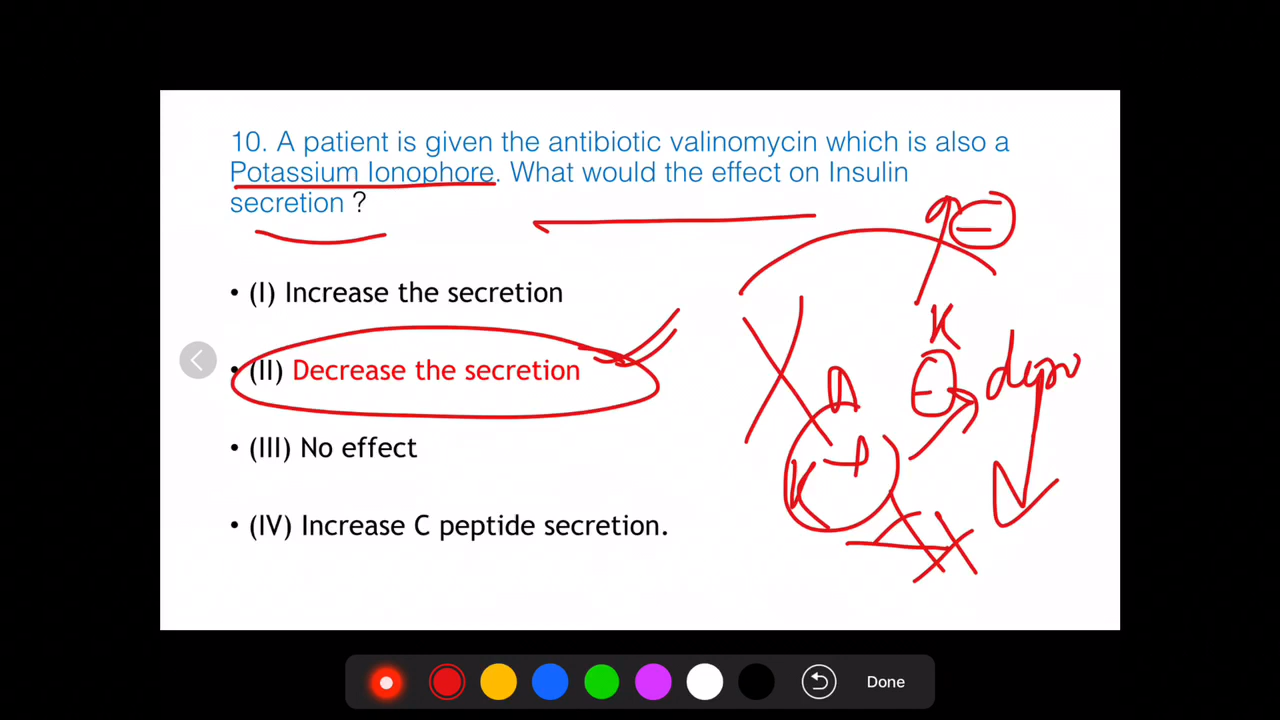 10. A patient is given the antibiotic valinomycin which is also a
Potassium Ionophore. What would the effect on Insulin
secretion ?
• (I) Increase the secretion
• (II) Decrease the secretion
• (III) No effect
• (IV) Increase C peptide secretion.
K
K +
Done